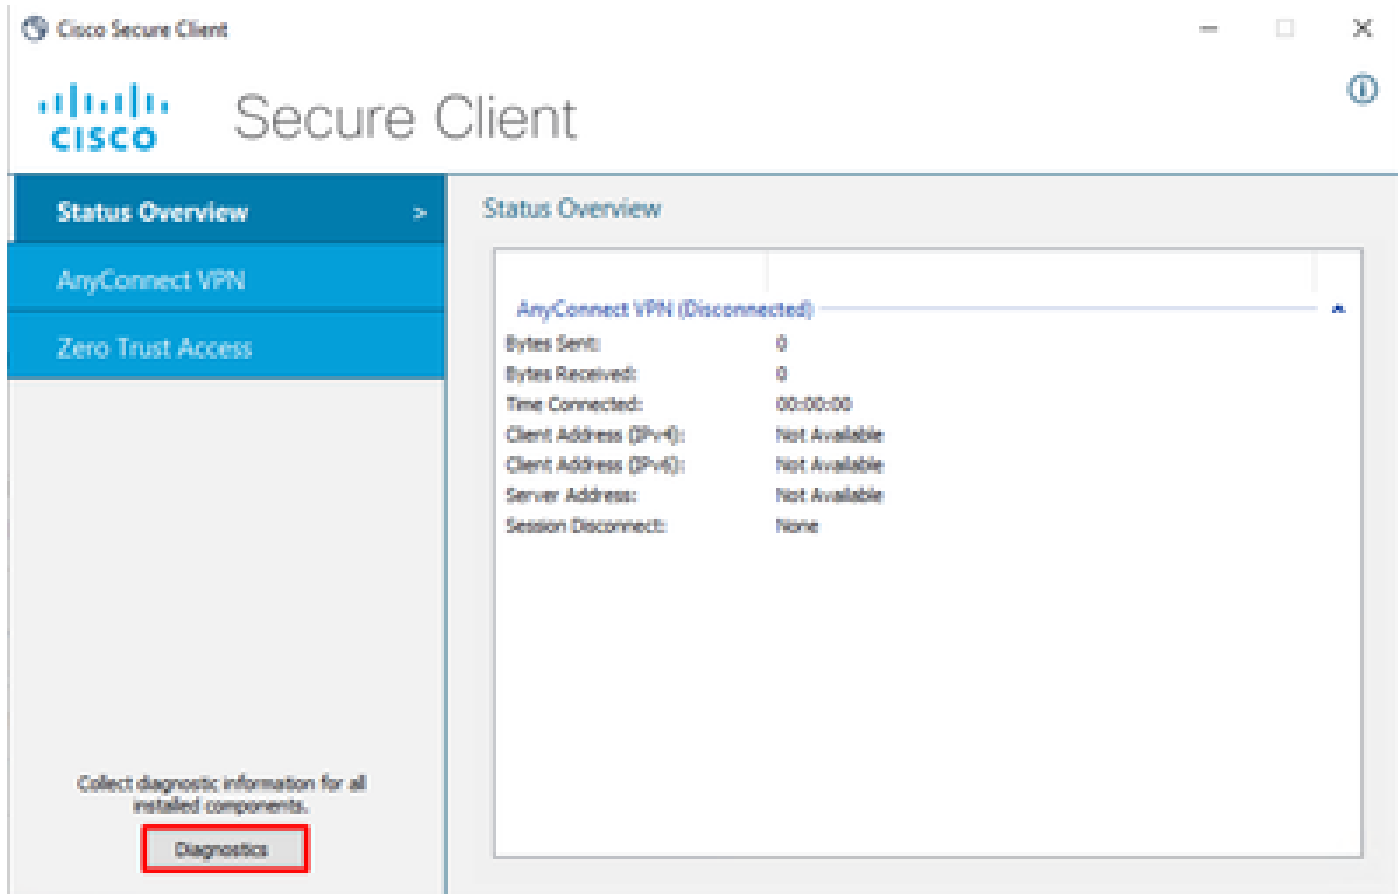 Cisco Secure Client
CISCO
Secure Client
Status Overview >
AnyConnect VPN
Zero Trust Access
Collect diagnostic information for all
installed components.
Diagnostics
Status Overview
AnyConnect VPN (Disconnected)
Bytes Sent: 0
Bytes Received: 0
Time Connected: 00:00:00
Client Address (IPv4): Not Available
Client Address (IPv6): Not Available
Server Address: Not Available
Session Disconnect: None